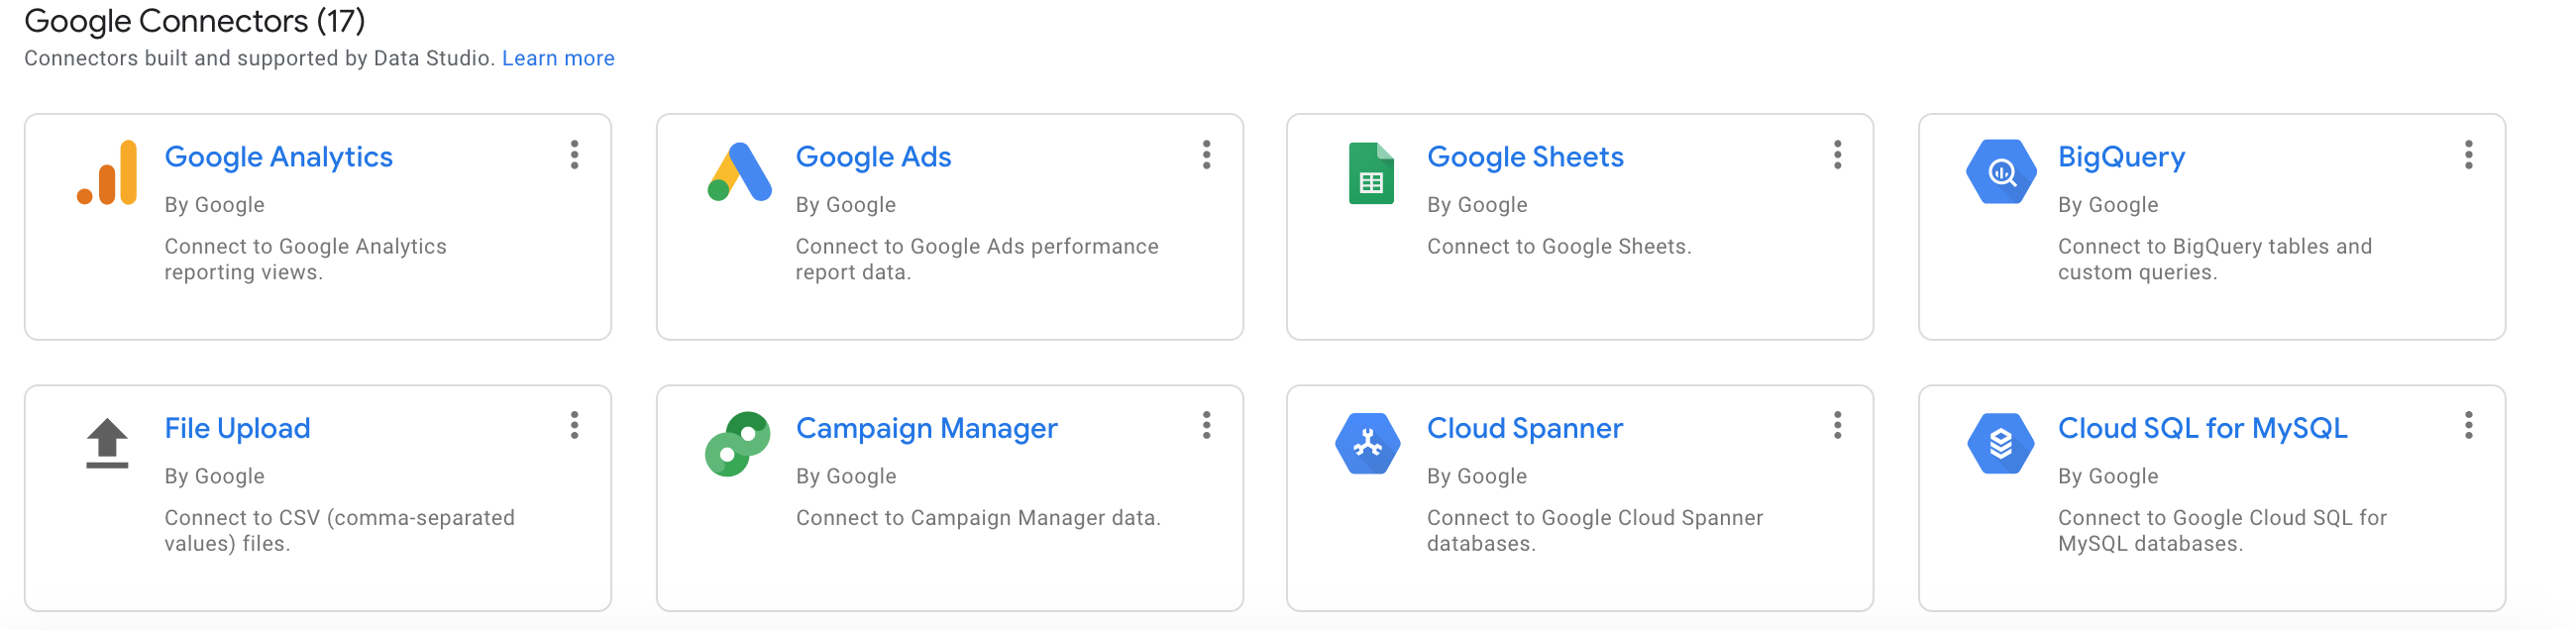 Google Connectors (17)
Connectors built and supported by Data Studio. Learn more
Google Analytics
By Google
Connect to Google Analytics
reporting views.
Google Ads
By Google
Connect to Google Ads performance
report data.
Google Sheets
By Google
Connect to Google Sheets.
BigQuery
By Google
Connect to BigQuery tables and
custom queries.
File Upload
By Google
Connect to CSV (comma-separated
values) files.
Campaign Manager
By Google
Connect to Campaign Manager data.
Cloud Spanner
By Google
Connect to Google Cloud Spanner
databases.
Cloud SQL for MySQL
By Google
Connect to Google Cloud SQL for
MySQL databases.